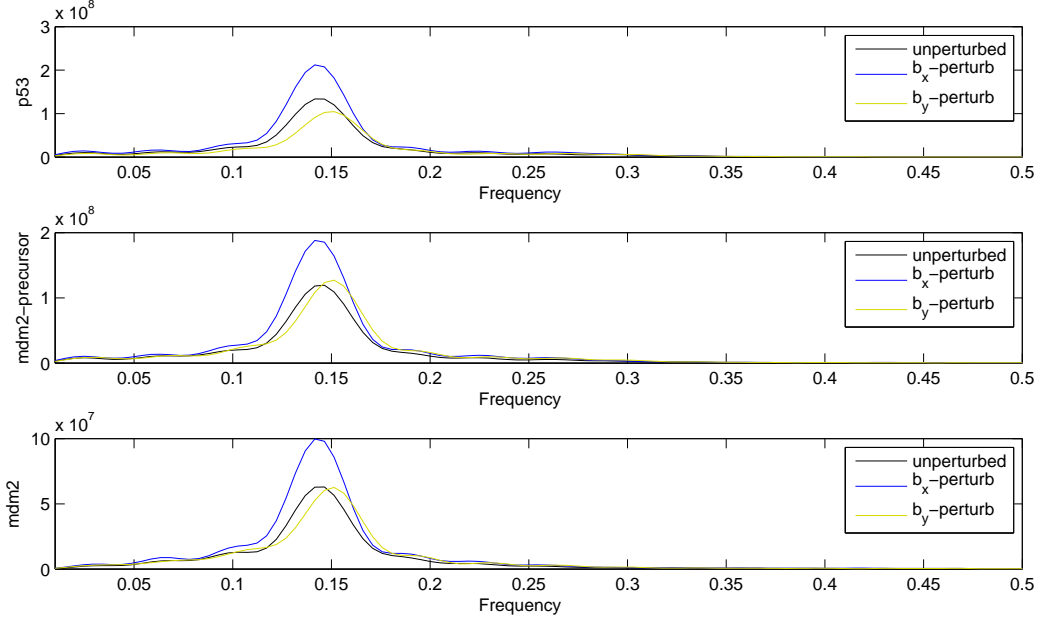 x 10^8
3
2
1
0
p53
unperturbed
b_x-perturb
b_y-perturb
0.05 0.1 0.15 0.2 0.25 0.3 0.35 0.4 0.45 0.5
Frequency
x 10^8
2
1
0
mdm2-precursor
unperturbed
b_x-perturb
b_y-perturb
0.05 0.1 0.15 0.2 0.25 0.3 0.35 0.4 0.45 0.5
Frequency
x 10^7
10
5
0
mdm2
unperturbed
b_x-perturb
b_y-perturb
0.05 0.1 0.15 0.2 0.25 0.3 0.35 0.4 0.45 0.5
Frequency